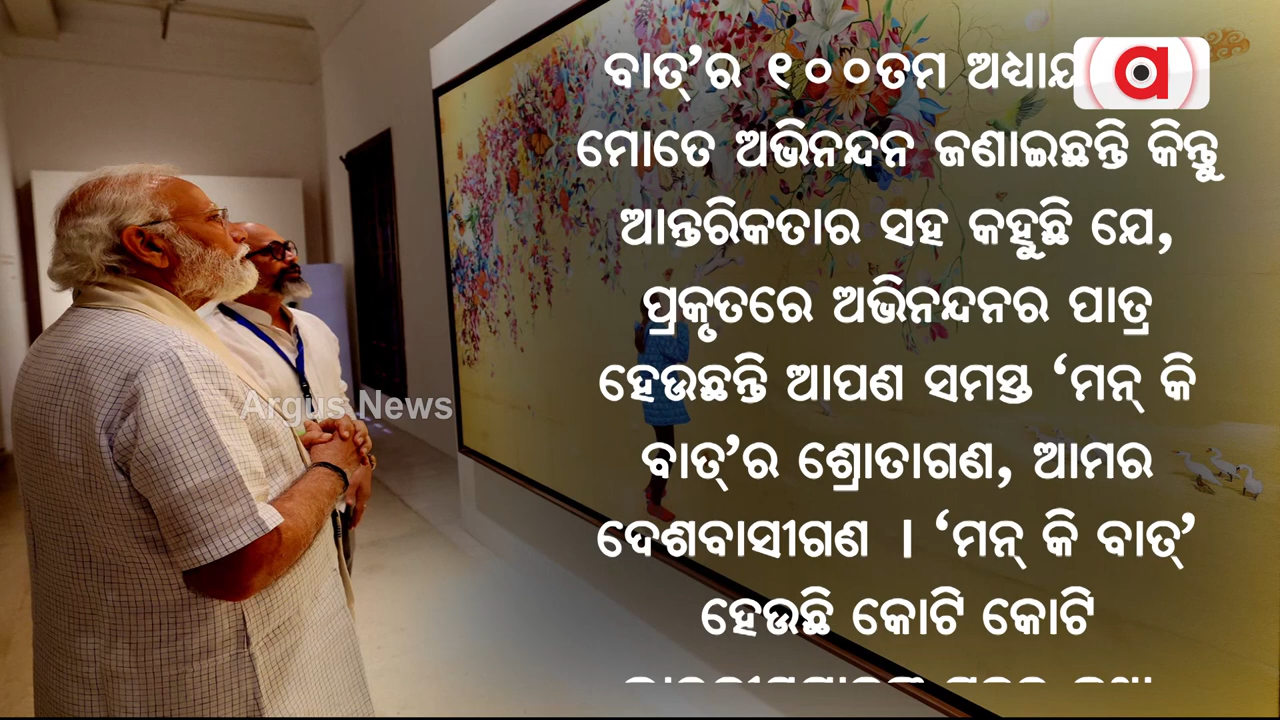 ବାତ୍’ର ୧୦୦ତମ
ମୋତେ ଅଭିନନ୍ଦନ ଜଣାଇଛନ୍ତି କିନ୍ତୁ
ଆନ୍ତରିକତାର ସହ କହୁଛି ଯେ,
ପ୍ରକୃତରେ ଅଭିନନ୍ଦନର ପାତ୍ର
ହେଉଛନ୍ତି ଆପଣ ସମସ୍ତ ‘ମନ୍ କି
ବାତ୍’ର ଶ୍ରୋତାଗଣ, ଆମର
ଦେଶବାସୀଗଣ । ‘ମନ୍ କି ବାତ୍’
ହେଉଛି କୋଟି କୋଟି
a
Argus News